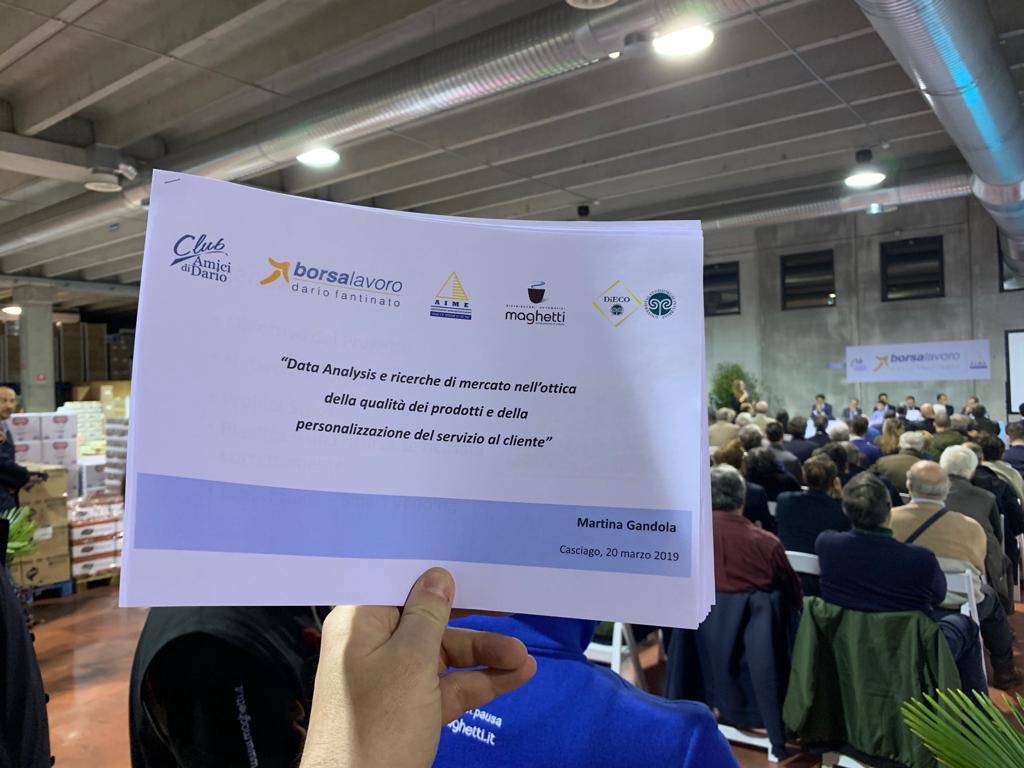 Club
Amici
di Dario
borsalavoro
dario fantinato
AIME
maghetti
DiECO
“Data Analysis e ricerche di mercato nell’ottica
della qualità dei prodotti e della
personalizzazione del servizio al cliente”
Martina Gandola
Casciago, 20 marzo 2019
borsalavoro
pausa
ghetti.it